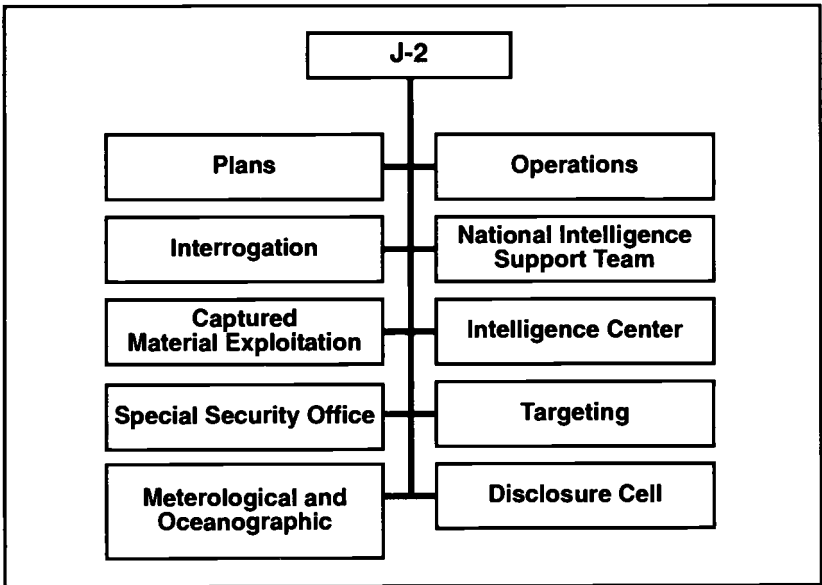 J-2
Plans
Operations
Interrogation
National Intelligence
Support Team
Captured
Material Exploitation
Intelligence Center
Special Security Office
Targeting
Meterological and
Oceanographic
Disclosure Cell